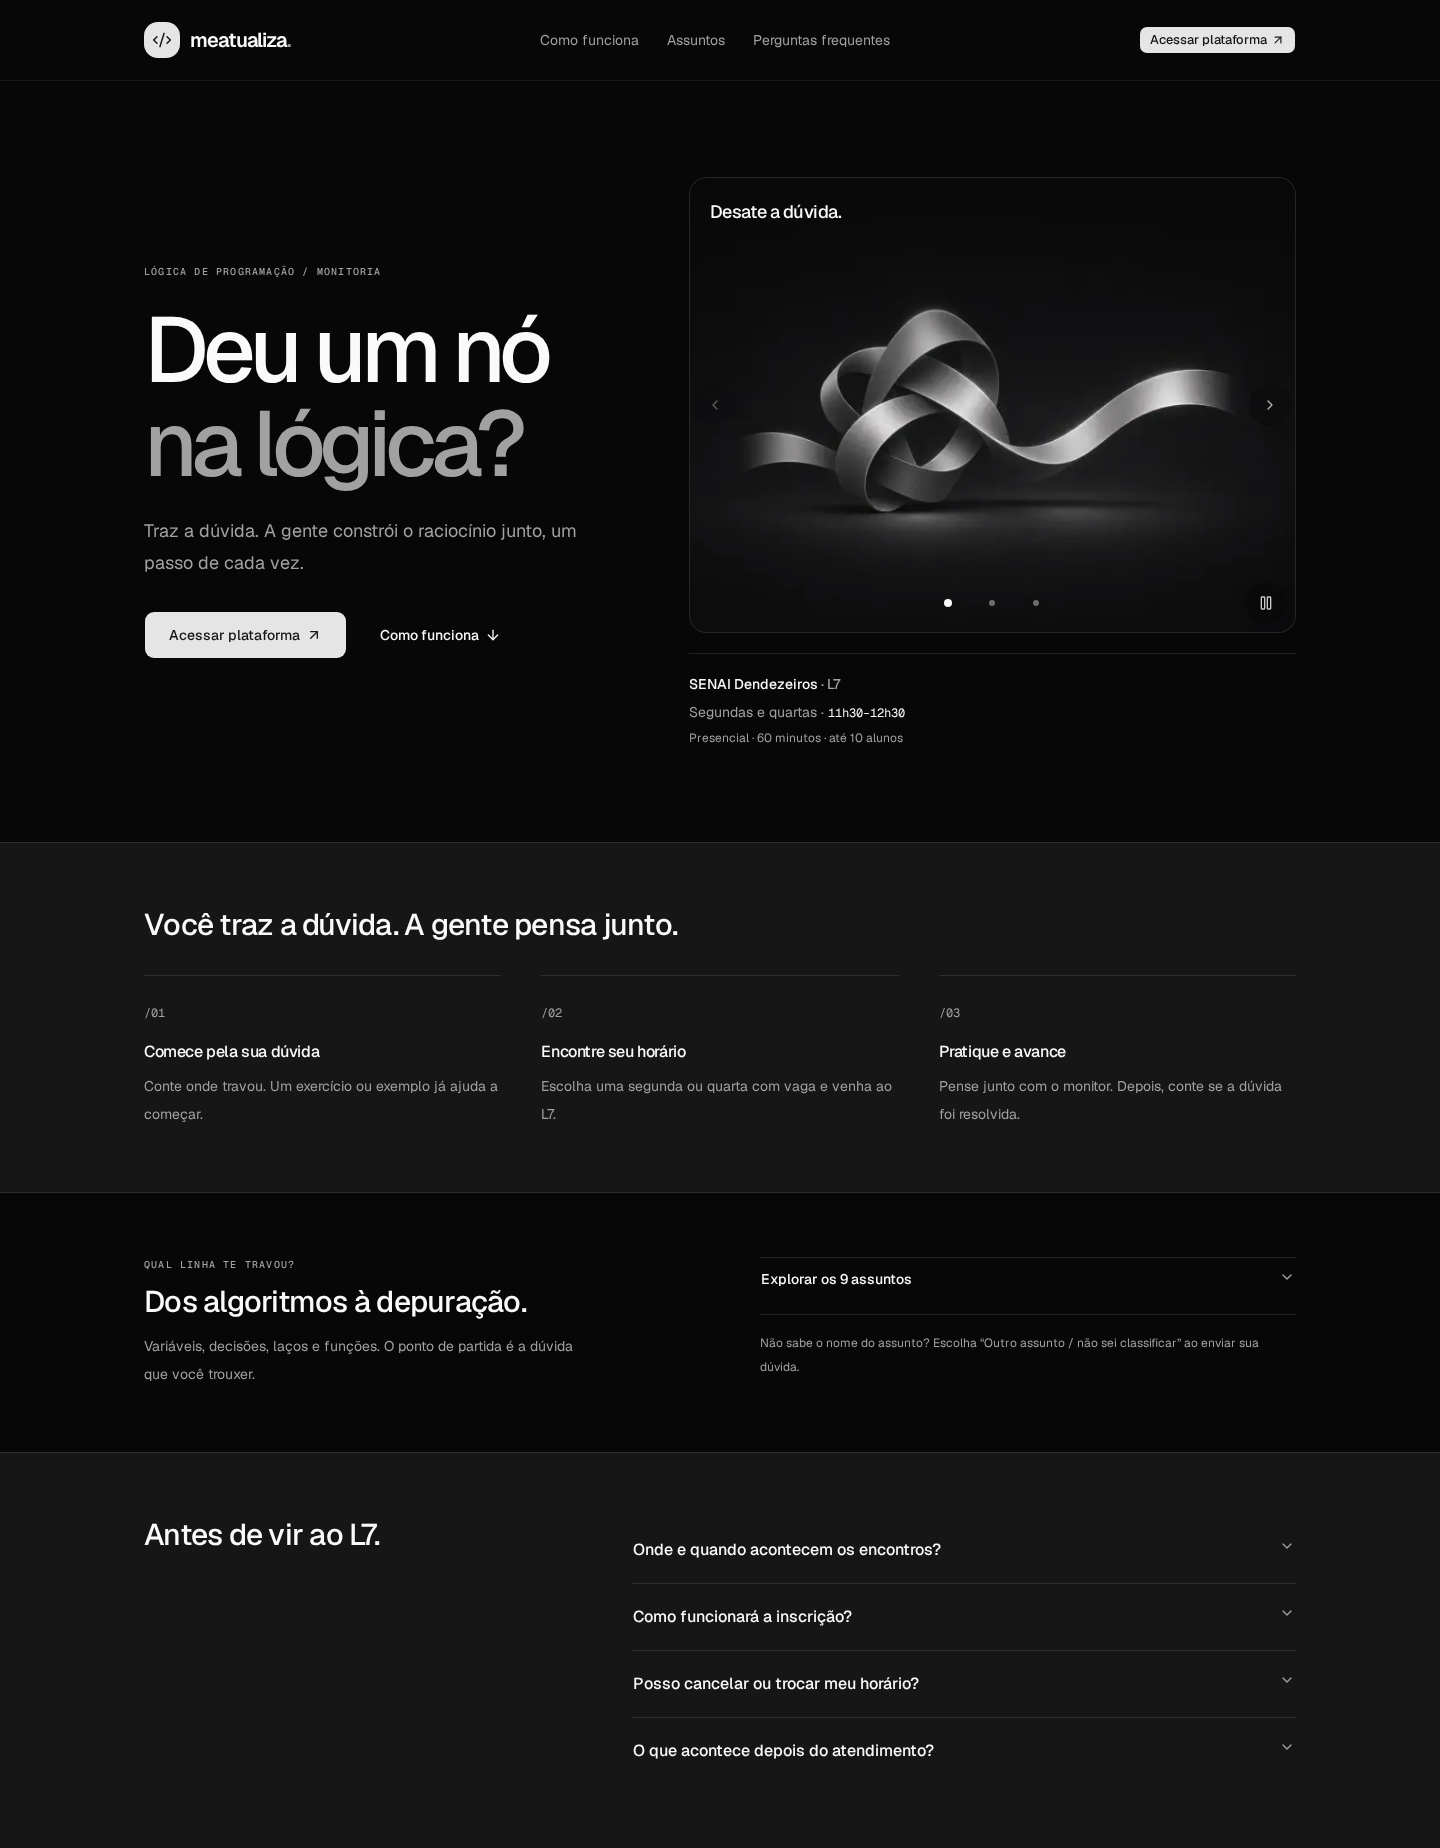 meatualiza.
Como funciona
Assuntos
Perguntas frequentes
Acessar plataforma
LÓGICA DE PROGRAMAÇÃO / MONITORIA
Deu um nó
na lógica?
Traz a dúvida. A gente constrói o raciocínio junto, um
passo de cada vez.
Acessar plataforma
Como funciona
Desate a dúvida.
SENAI Dendezeiros · L7
Segundas e quartas · 11h30–12h30
Presencial · 60 minutos · até 10 alunos
Você traz a dúvida. A gente pensa junto.
/01
Comece pela sua dúvida
Conte onde travou. Um exercício ou exemplo já ajuda a
começar.
/02
Encontre seu horário
Escolha uma segunda ou quarta com vaga e venha ao
L7.
/03
Pratique e avance
Pense junto com o monitor. Depois, conte se a dúvida
foi resolvida.
QUAL LINHA TE TRAVOU?
Dos algoritmos à depuração.
Variáveis, decisões, laços e funções. O ponto de partida é a dúvida
que você trouxer.
Explorar os 9 assuntos
Não sabe o nome do assunto? Escolha “Outro assunto / não sei classificar” ao enviar sua
dúvida.
Antes de vir ao L7.
Onde e quando acontecem os encontros?
Como funcionará a inscrição?
Posso cancelar ou trocar meu horário?
O que acontece depois do atendimento?